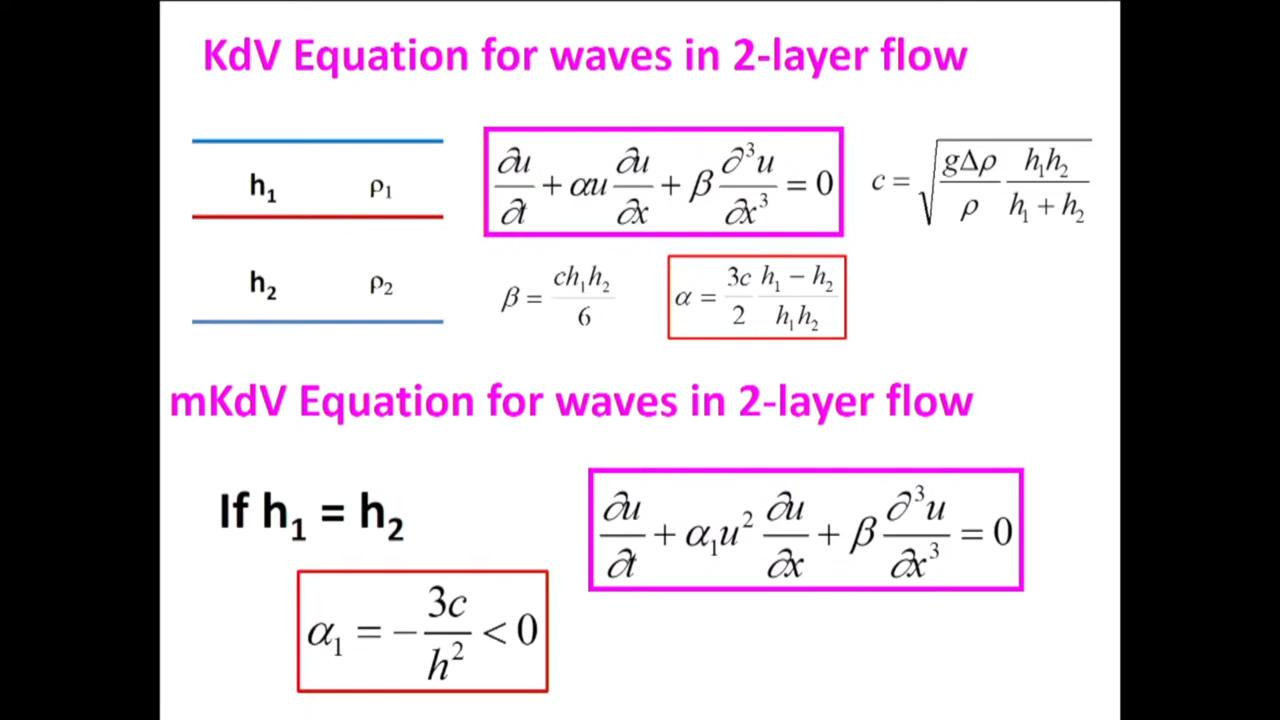 KdV Equation for waves in 2-layer flow
h₁ ρ₁
∂u/∂t + αu ∂u/∂x + β ∂³u/∂x³ = 0
c = √(gΔρ/ρ h₁h₂/(h₁ + h₂))
h₂ ρ₂
β = ch₁h₂/6
α = 3c/2 (h₁ − h₂)/(h₁h₂)
mKdV Equation for waves in 2-layer flow
If h₁ = h₂
∂u/∂t + α₁u² ∂u/∂x + β ∂³u/∂x³ = 0
α₁ = − 3c/h² < 0